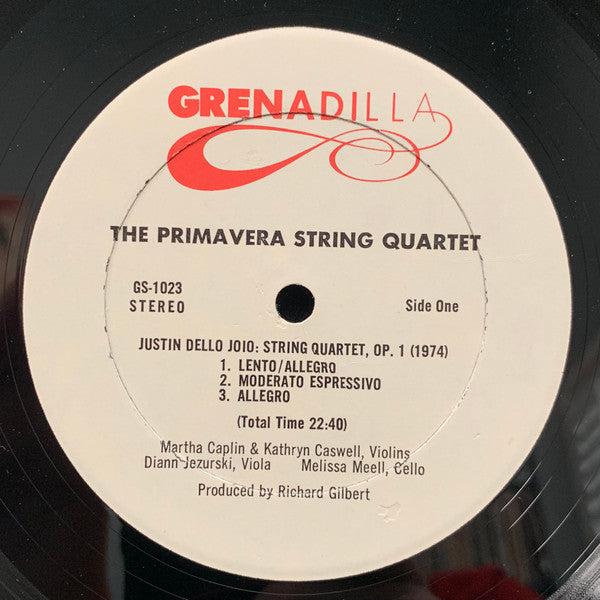 GRENADILLA
THE PRIMAVERA STRING QUARTET
GS-1023
STEREO
Side One
JUSTIN DELLO JOIO: STRING QUARTET, OP. 1 (1974)
1. LENTO/ALLEGRO
2. MODERATO ESPRESSIVO
3. ALLEGRO
(Total Time 22:40)
Martha Caplin & Kathryn Caswell, Violins
Diann Jezurski, Viola Melissa Meell, Cello
Produced by Richard Gilbert